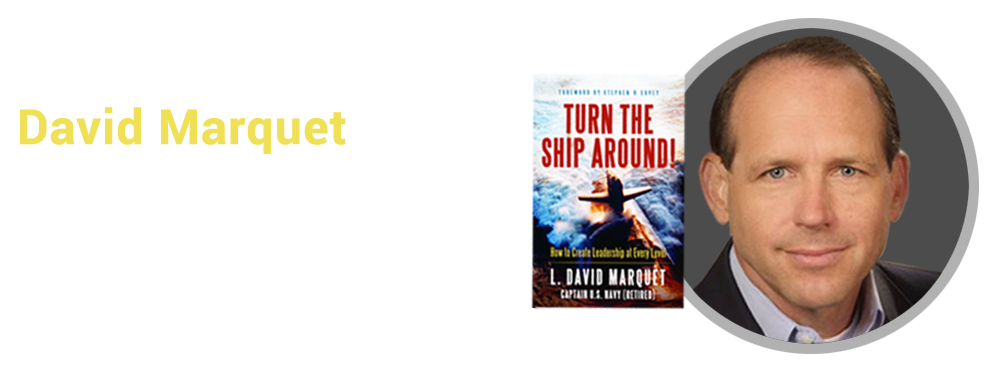 David Marquet
FOREWORD BY STEPHEN R. COVEY
TURN THE
SHIP AROUND!
How to Create Leadership at Every Level
L. DAVID MARQUET
CAPTAIN U.S. NAVY (RETIRED)